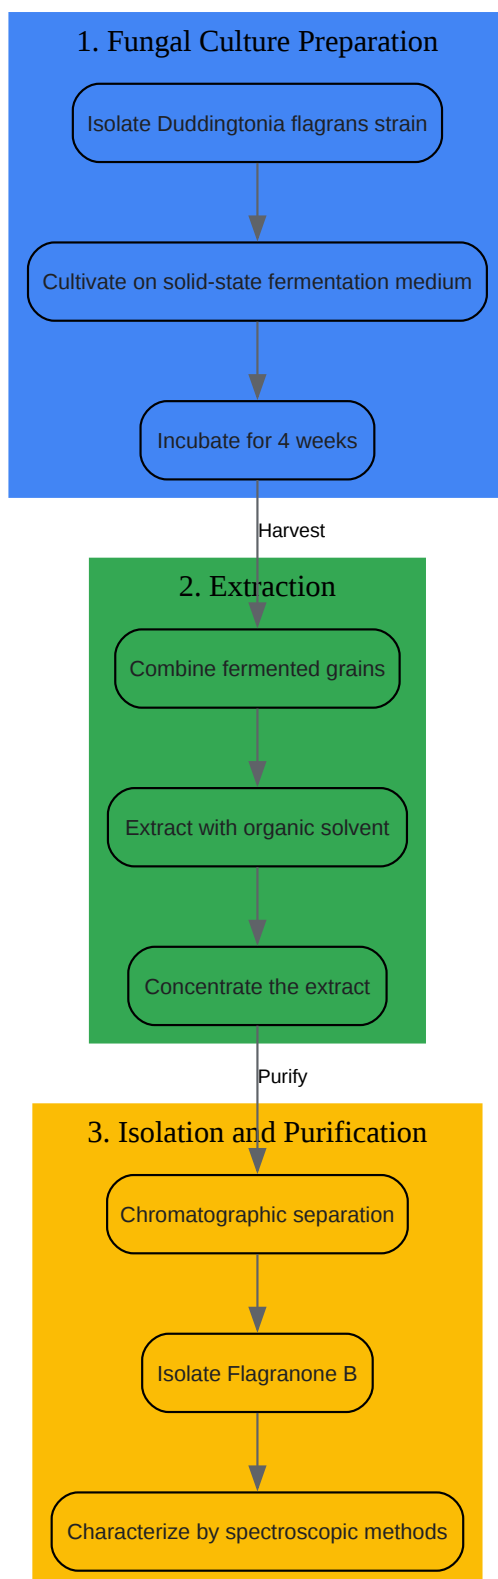 1. Fungal Culture Preparation
Isolate Duddingtonia flagrans strain
Cultivate on solid-state fermentation medium
Incubate for 4 weeks
Harvest
2. Extraction
Combine fermented grains
Extract with organic solvent
Concentrate the extract
Purify
3. Isolation and Purification
Chromatographic separation
Isolate Flagranone B
Characterize by spectroscopic methods